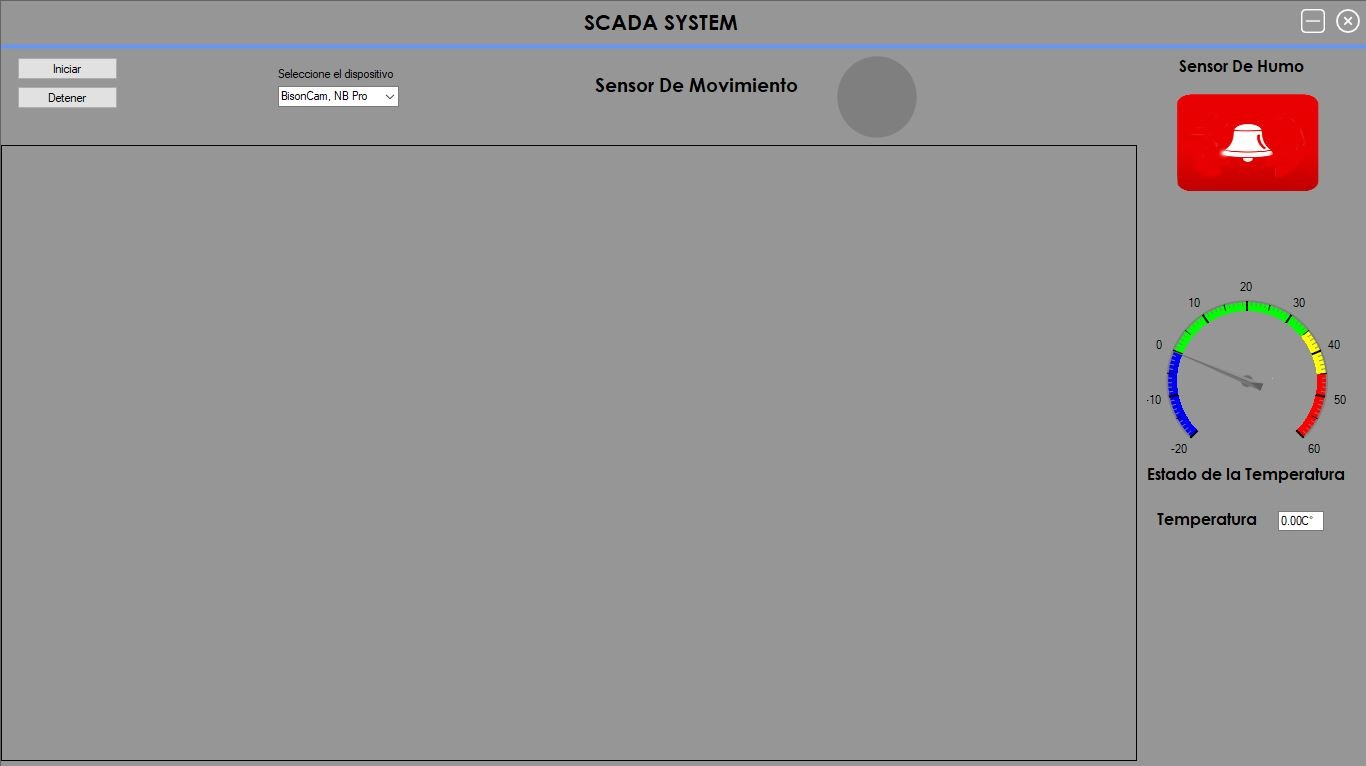 SCADA SYSTEM
Iniciar
Detener
Seleccione el dispositivo
BisonCam, NB Pro
Sensor De Movimiento
Sensor De Humo
-20
-10
0
10
20
30
40
50
60
Estado de la Temperatura
Temperatura 0.00C°